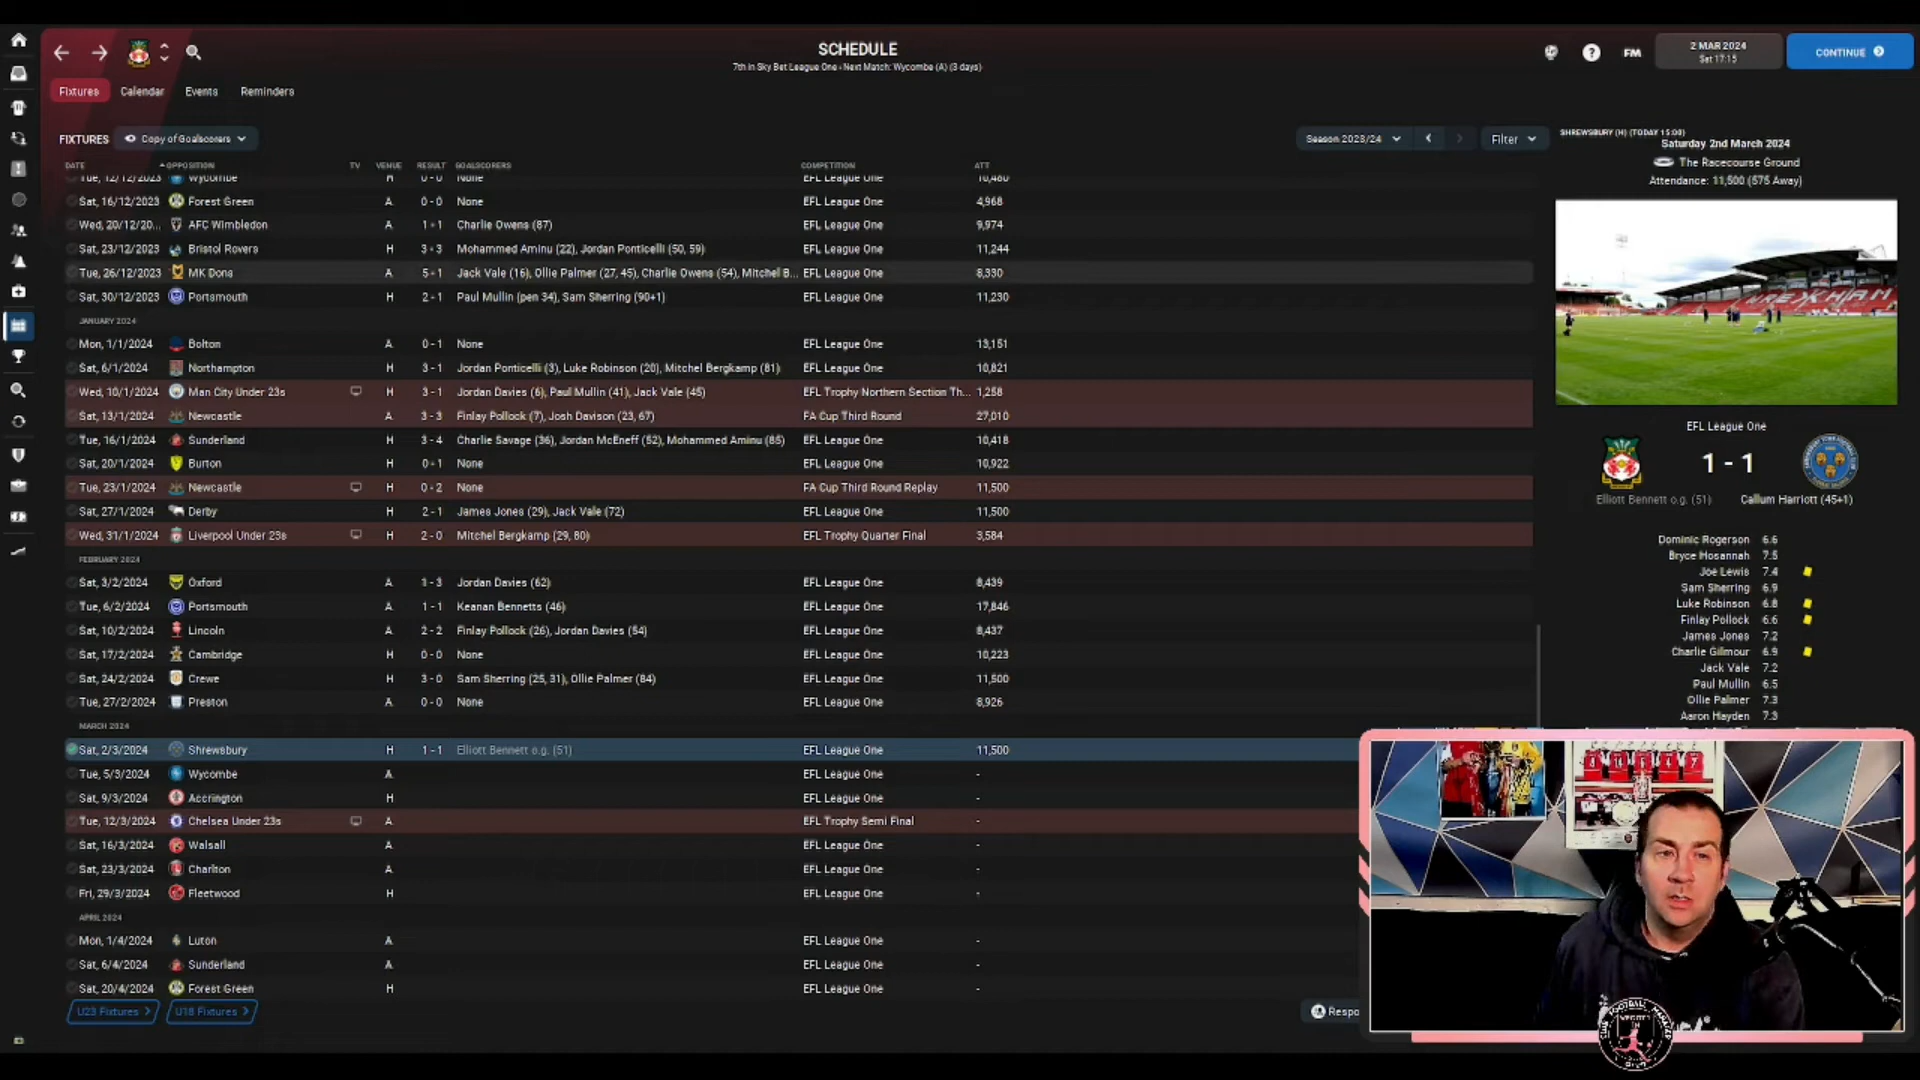 SCHEDULE
7th in Sky Bet League One - Next Match: Wycombe (A) (3 days)
FM
2 MAR 2024
Sat 17:15
CONTINUE
Fixtures Calendar Events Reminders
FIXTURES Copy of Goalscorers Season 2023/24 Filter
DATE OPPOSITION TV VENUE RESULT GOALSCORERS COMPETITION ATT
Tue, 12/12/2023 Wycombe H 0-0 None EFL League One 10,480
Sat, 16/12/2023 Forest Green A 0-0 None EFL League One 4,968
Wed, 20/12/20... AFC Wimbledon A 1-1 Charlie Owens (87) EFL League One 9,974
Sat, 23/12/2023 Bristol Rovers H 3-3 Mohammed Aminu (22), Jordan Ponticelli (50, 59) EFL League One 11,244
Tue, 26/12/2023 MK Dons A 5-1 Jack Vale (16), Ollie Palmer (27, 45), Charlie Owens (54), Mitchel B... EFL League One 8,330
Sat, 30/12/2023 Portsmouth H 2-1 Paul Mullin (pen 34), Sam Sherring (90+1) EFL League One 11,230
JANUARY 2024
Mon, 1/1/2024 Bolton A 0-1 None EFL League One 13,151
Sat, 6/1/2024 Northampton H 3-1 Jordan Ponticelli (3), Luke Robinson (20), Mitchel Bergkamp (81) EFL League One 10,821
Wed, 10/1/2024 Man City Under 23s H 3-1 Jordan Davies (6), Paul Mullin (41), Jack Vale (45) EFL Trophy Northern Section Th... 1,258
Sat, 13/1/2024 Newcastle A 3-3 Finlay Pollock (7), Josh Davison (23, 67) FA Cup Third Round 27,010
Tue, 16/1/2024 Sunderland H 3-4 Charlie Savage (36), Jordan McEneff (52), Mohammed Aminu (85) EFL League One 10,418
Sat, 20/1/2024 Burton H 0-1 None EFL League One 10,922
Tue, 23/1/2024 Newcastle H 0-2 None FA Cup Third Round Replay 11,500
Sat, 27/1/2024 Derby H 2-1 James Jones (29), Jack Vale (72) EFL League One 11,500
Wed, 31/1/2024 Liverpool Under 23s H 2-0 Mitchel Bergkamp (29, 80) EFL Trophy Quarter Final 3,584
FEBRUARY 2024
Sat, 3/2/2024 Oxford A 1-3 Jordan Davies (62) EFL League One 8,439
Tue, 6/2/2024 Portsmouth A 1-1 Keanan Bennetts (46) EFL League One 17,846
Sat, 10/2/2024 Lincoln A 2-2 Finlay Pollock (26), Jordan Davies (54) EFL League One 8,437
Sat, 17/2/2024 Cambridge H 0-0 None EFL League One 10,223
Sat, 24/2/2024 Crewe H 3-0 Sam Sherring (25, 31), Ollie Palmer (84) EFL League One 11,500
Tue, 27/2/2024 Preston A 0-0 None EFL League One 8,926
MARCH 2024
Sat, 2/3/2024 Shrewsbury H 1-1 Elliott Bennett o.g. (51) EFL League One 11,500
Tue, 5/3/2024 Wycombe A EFL League One -
Sat, 9/3/2024 Accrington H EFL League One -
Tue, 12/3/2024 Chelsea Under 23s A EFL Trophy Semi Final -
Sat, 16/3/2024 Walsall A EFL League One -
Sat, 23/3/2024 Charlton A EFL League One -
Fri, 29/3/2024 Fleetwood H EFL League One -
APRIL 2024
Mon, 1/4/2024 Luton A EFL League One -
Sat, 6/4/2024 Sunderland A EFL League One -
Sat, 20/4/2024 Forest Green H EFL League One -
U23 Fixtures U18 Fixtures
Respo
SHREWSBURY (H) (TODAY 15:00)
Saturday 2nd March 2024
The Racecourse Ground
Attendance: 11,500 (575 Away)
WREXHAM
EFL League One
1 - 1
Elliott Bennett o.g. (51) Callum Harriott (45+1)
Dominic Rogerson 6.6
Bryce Hosannah 7.5
Joe Lewis 7.4
Sam Sherring 6.9
Luke Robinson 6.8
Finlay Pollock 6.6
James Jones 7.2
Charlie Gilmour 6.9
Jack Vale 7.2
Paul Mullin 6.5
Ollie Palmer 7.3
Aaron Hayden 7.3